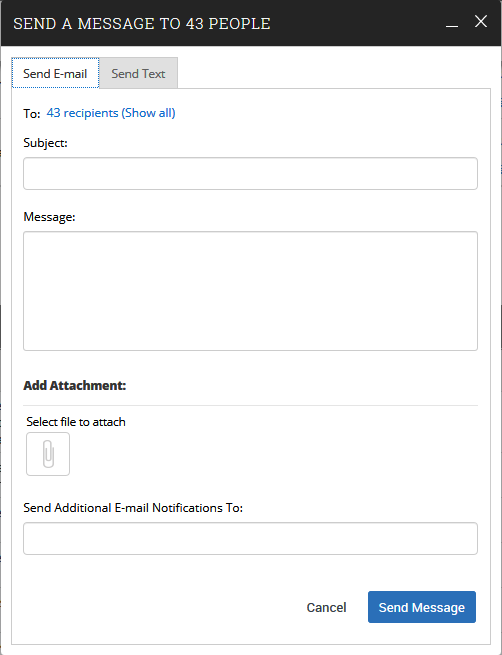 SEND A MESSAGE TO 43 PEOPLE
Send E-mail
Send Text
To: 43 recipients (Show all)
Subject:
Message:
Add Attachment:
Select file to attach
Send Additional E-mail Notifications To:
Cancel
Send Message